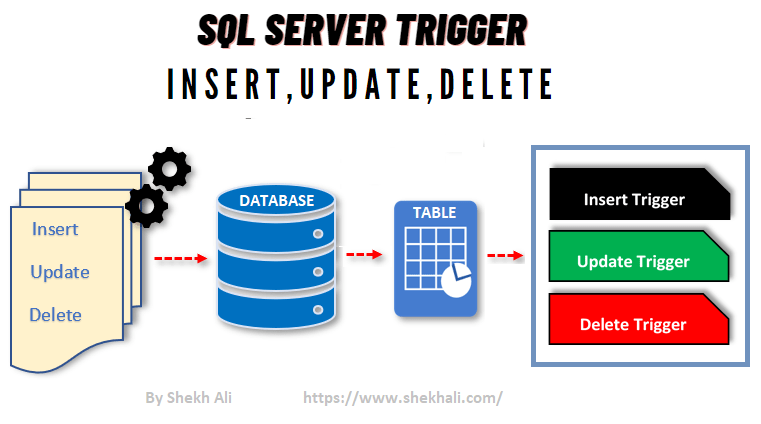 SQL SERVER TRIGGER
INSERT,UPDATE,DELETE
Insert
Update
Delete
DATABASE
TABLE
Insert Trigger
Update Trigger
Delete Trigger
By Shekh Ali
https://www.shekhali.com/